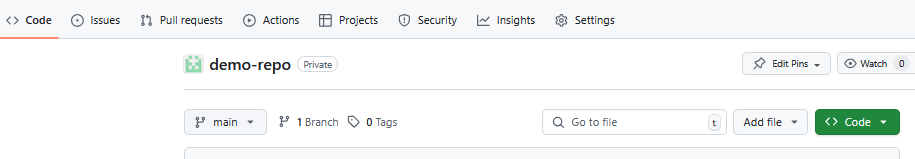 Code Issues Pull requests Actions Projects Security Insights Settings
demo-repo Private Edit Pins Watch 0
main 1 Branch 0 Tags Go to file t Add file Code